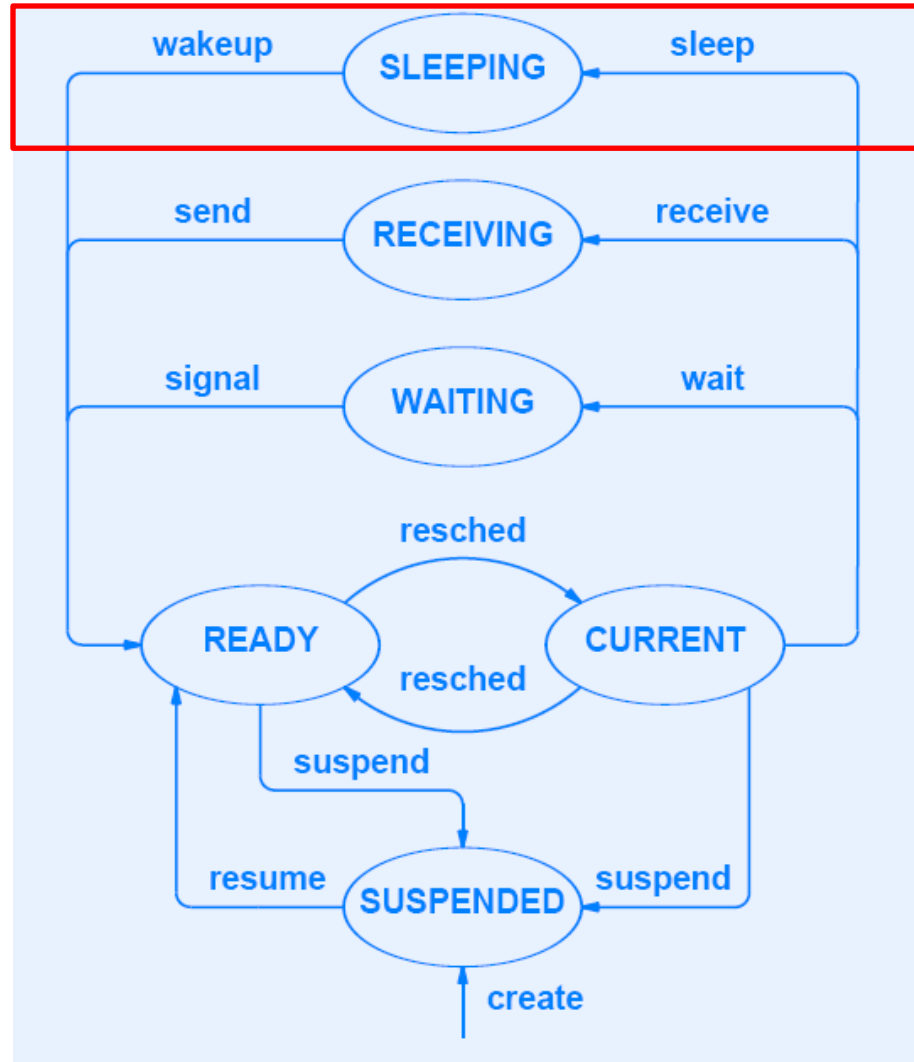 wakeup SLEEPING sleep
send RECEIVING receive
signal WAITING wait
resched
READY CURRENT
resched
suspend
resume SUSPENDED suspend
create